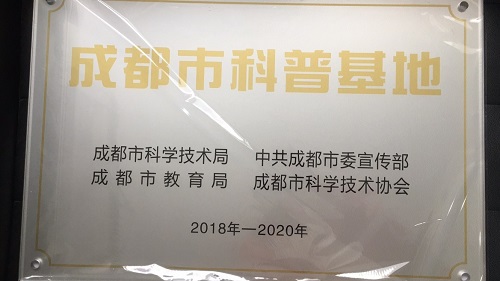 成都市科普基地
成都市科学技术局 中共成都市委宣传部
成都市教育局 成都市科学技术协会
2018年—2020年